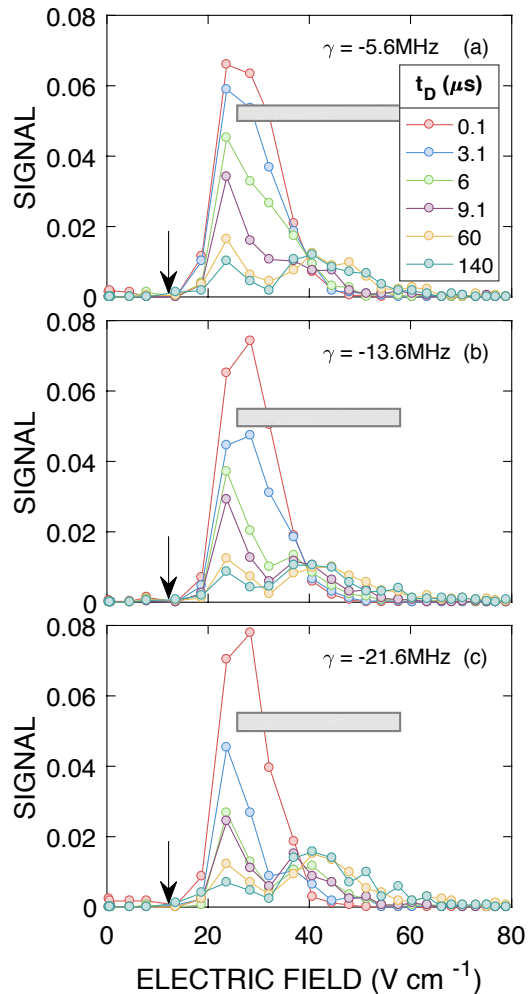 0.08
γ = -5.6MHz (a)
t_D (μs)
0.1
3.1
6
9.1
60
140
0.06
0.04
0.02
0
SIGNAL
0.08
γ = -13.6MHz (b)
0.06
0.04
0.02
0
SIGNAL
0.08
γ = -21.6MHz (c)
0.06
0.04
0.02
0
SIGNAL
0 20 40 60 80
ELECTRIC FIELD (V cm -1)